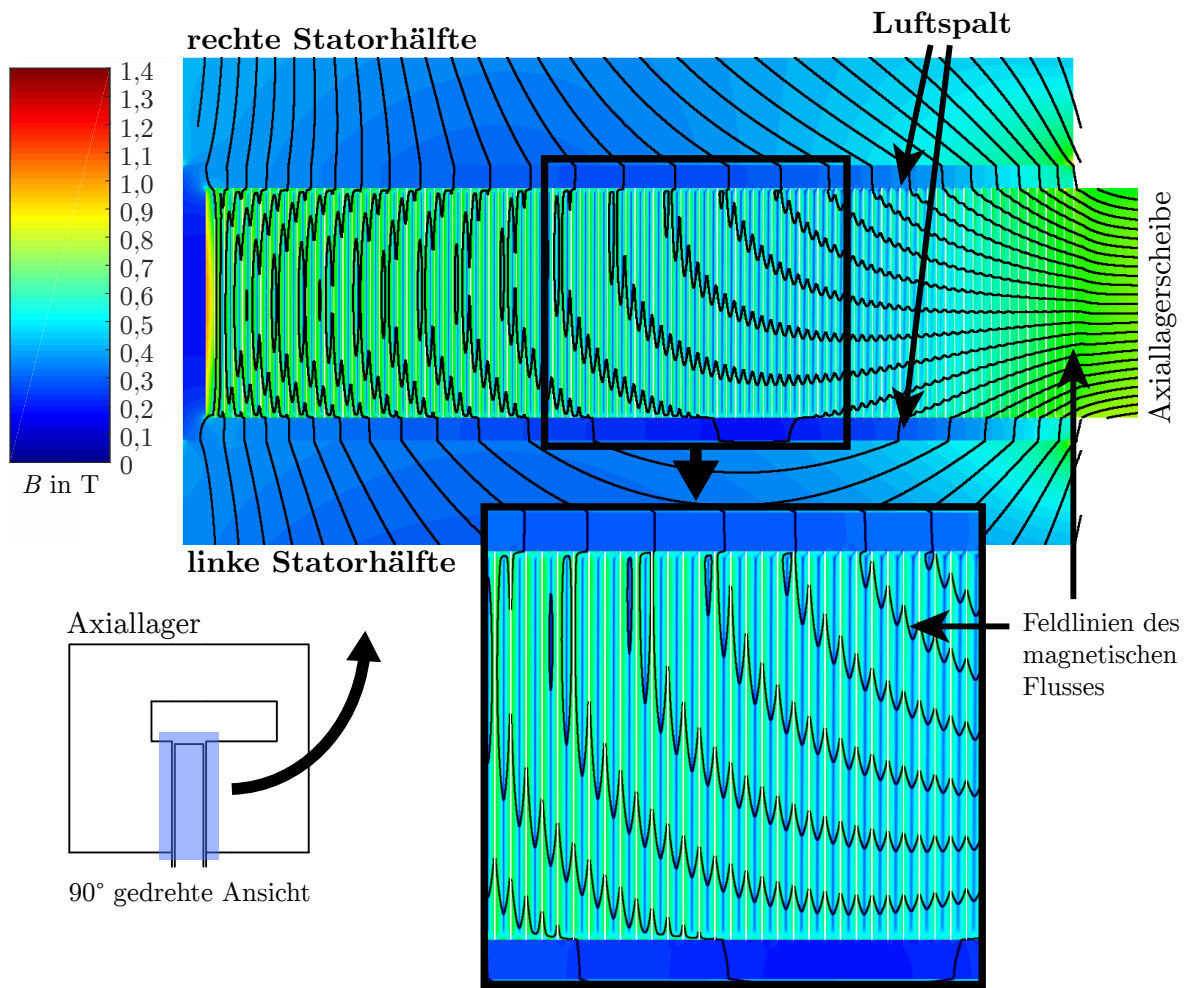 rechte Statorhälfte
Luftspalt
1,4
1,3
1,2
1,1
1,0
0,9
0,8
0,7
0,6
0,5
0,4
0,3
0,2
0,1
0
B in T
Axiallagerscheibe
linke Statorhälfte
Axiallager
90° gedrehte Ansicht
Feldlinien des
magnetischen
Flusses